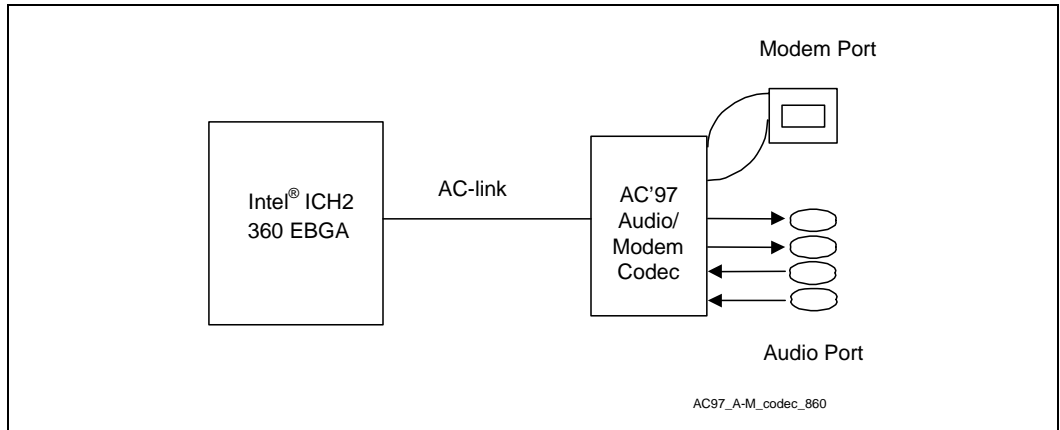 Modem Port
Intel® ICH2
360 EBGA
AC-link
AC'97
Audio/
Modem
Codec
Audio Port
AC97_A-M_codec_860